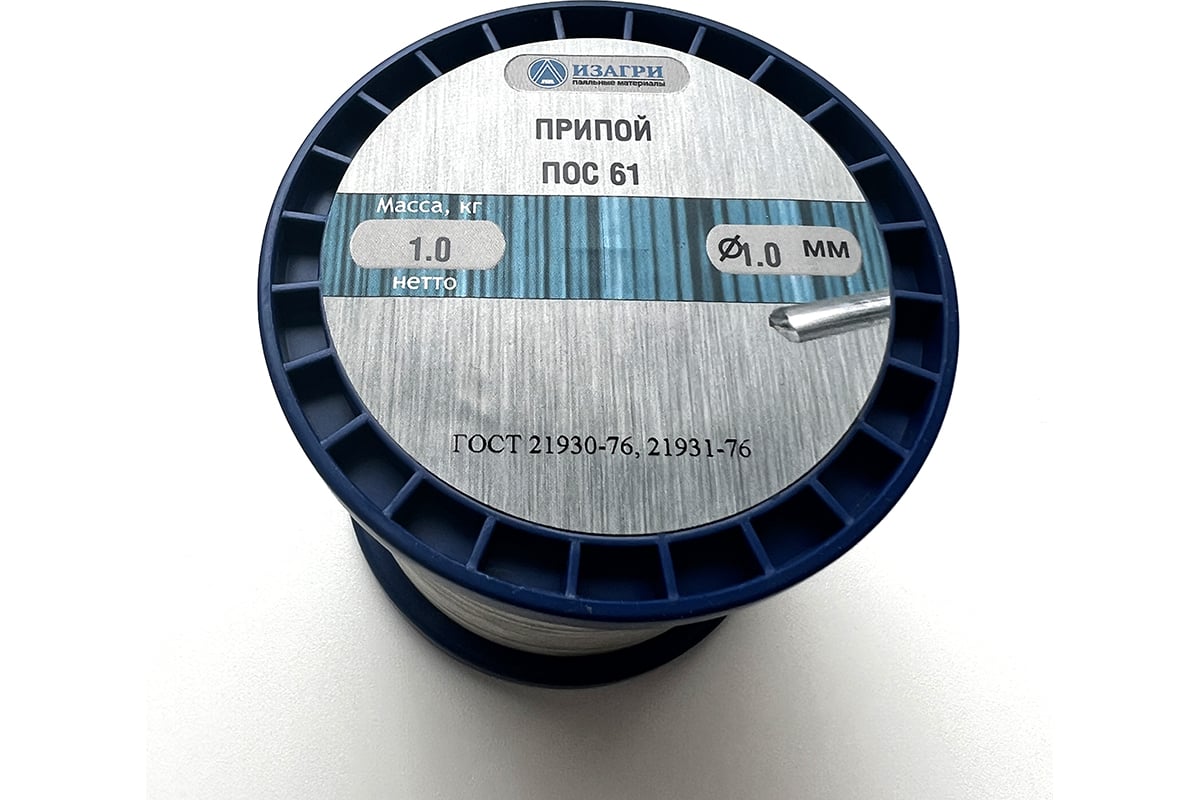 ИЗАГРИ
паяльные материалы
ПРИПОЙ
ПОС 61
Масса, кг
1.0
нетто
Ø1.0 мм
ГОСТ 21930-76, 21931-76